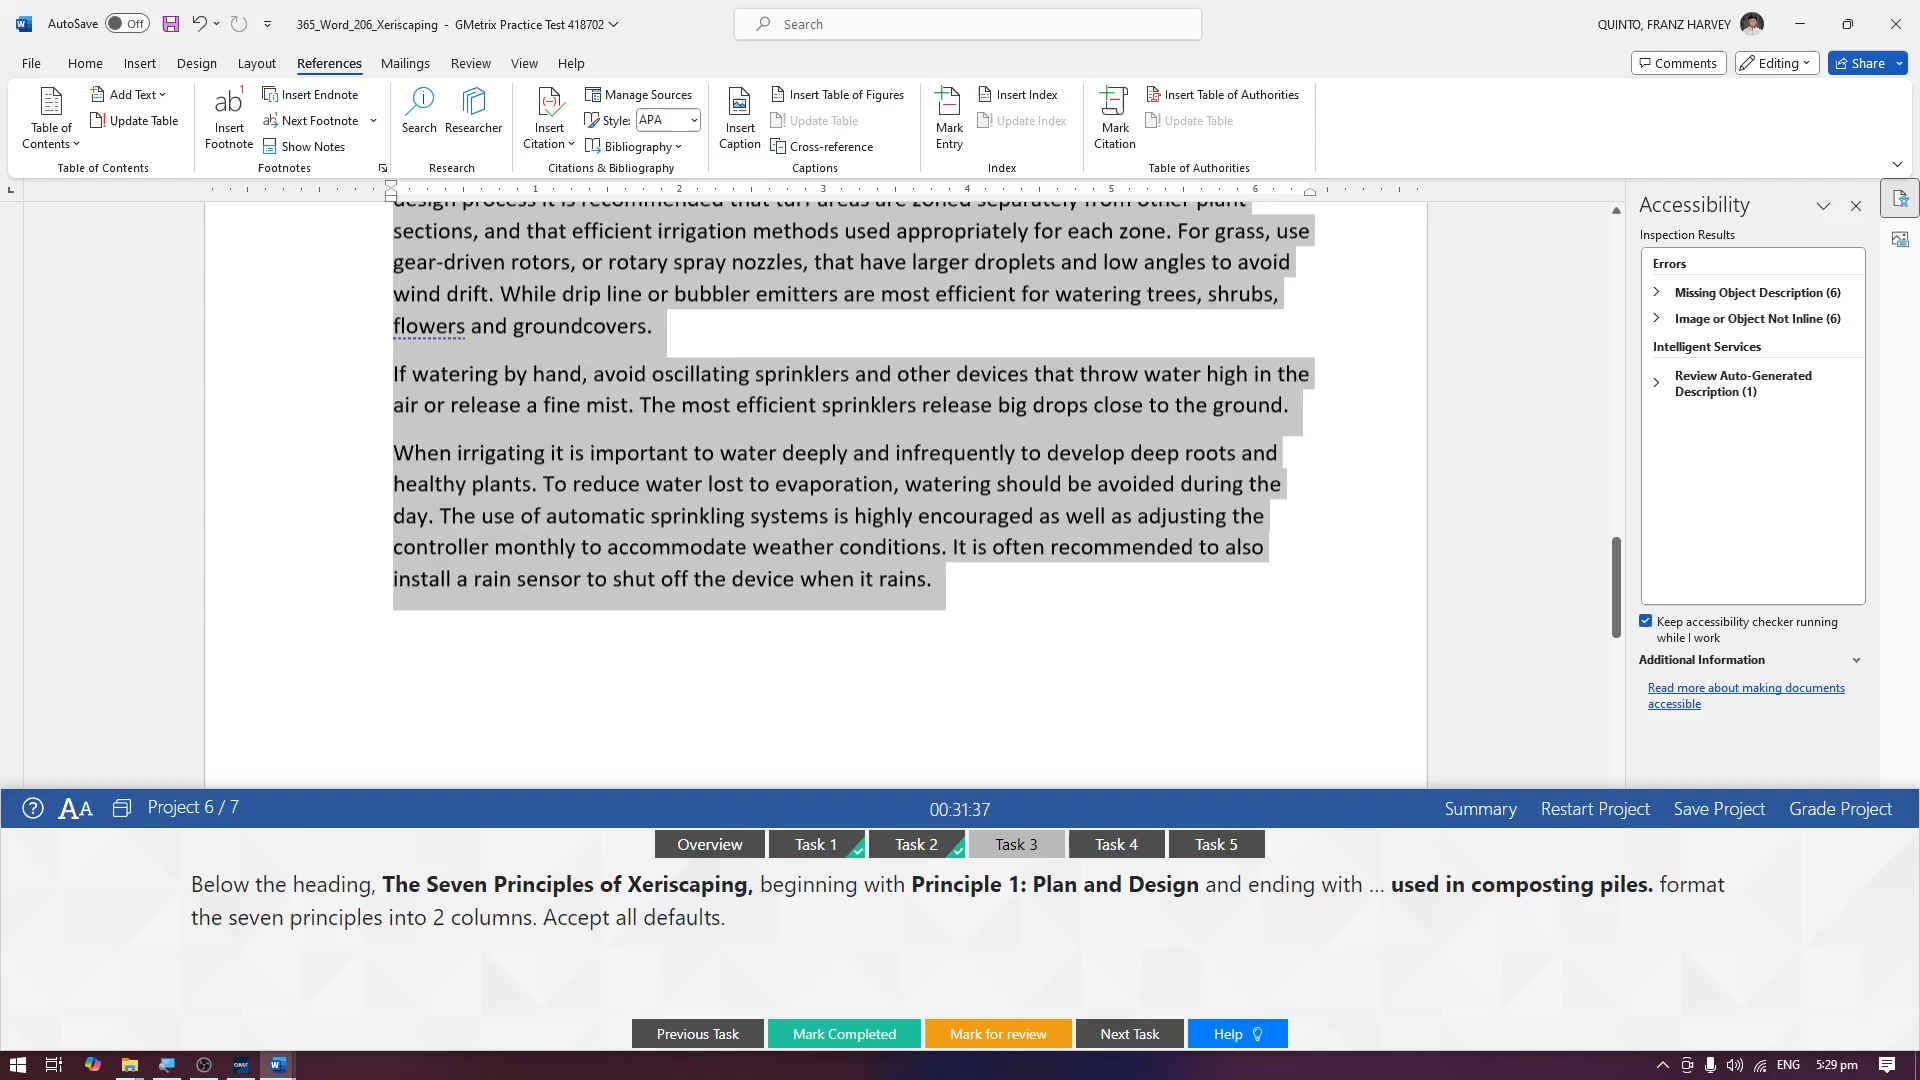 AutoSave Off 365_Word_206_Xeriscaping - GMetrix Practice Test 418702 Search QUINTO, FRANZ HARVEY
File Home Insert Design Layout References Mailings Review View Help Comments Editing Share
Table of Contents
Add Text
Update Table
Table of Contents
ab
1
Insert Footnote
Insert Endnote
Next Footnote
Show Notes
Footnotes
Search Researcher
Research
Insert Citation
Manage Sources
Style: APA
Bibliography
Citations & Bibliography
Insert Caption
Insert Table of Figures
Update Table
Cross-reference
Captions
Mark Entry
Insert Index
Update Index
Index
Mark Citation
Insert Table of Authorities
Update Table
Table of Authorities
1 2 3 4 5 6
design process it is recommended that turf areas are zoned separately from other plant
sections, and that efficient irrigation methods used appropriately for each zone. For grass, use
gear-driven rotors, or rotary spray nozzles, that have larger droplets and low angles to avoid
wind drift. While drip line or bubbler emitters are most efficient for watering trees, shrubs,
flowers and groundcovers.
If watering by hand, avoid oscillating sprinklers and other devices that throw water high in the
air or release a fine mist. The most efficient sprinklers release big drops close to the ground.
When irrigating it is important to water deeply and infrequently to develop deep roots and
healthy plants. To reduce water lost to evaporation, watering should be avoided during the
day. The use of automatic sprinkling systems is highly encouraged as well as adjusting the
controller monthly to accommodate weather conditions. It is often recommended to also
install a rain sensor to shut off the device when it rains.
Accessibility
Inspection Results
Errors
Missing Object Description (6)
Image or Object Not Inline (6)
Intelligent Services
Review Auto-Generated
Description (1)
Keep accessibility checker running
while I work
Additional Information
Read more about making documents
accessible
AA Project 6 / 7 00:31:37 Summary Restart Project Save Project Grade Project
Overview Task 1 Task 2 Task 3 Task 4 Task 5
Below the heading, The Seven Principles of Xeriscaping, beginning with Principle 1: Plan and Design and ending with ... used in composting piles. format
the seven principles into 2 columns. Accept all defaults.
Previous Task Mark Completed Mark for review Next Task Help
ENG 5:29 pm